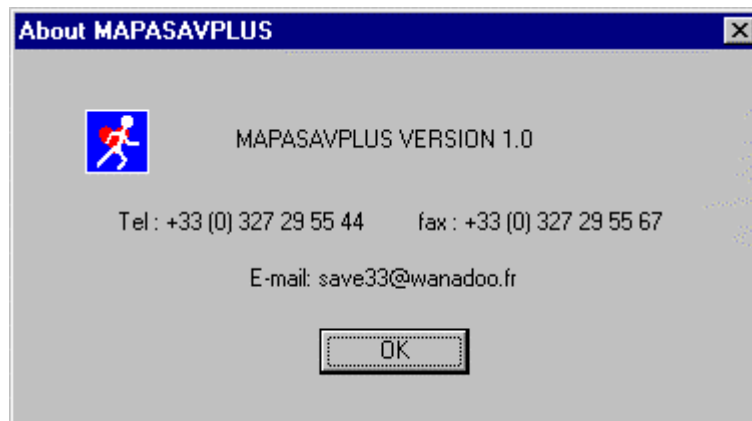 About MAPASAVPLUS
MAPASAVPLUS VERSION 1.0
Tel : +33 (0) 327 29 55 44 fax : +33 (0) 327 29 55 67
E-mail: save33@wanadoo.fr
OK